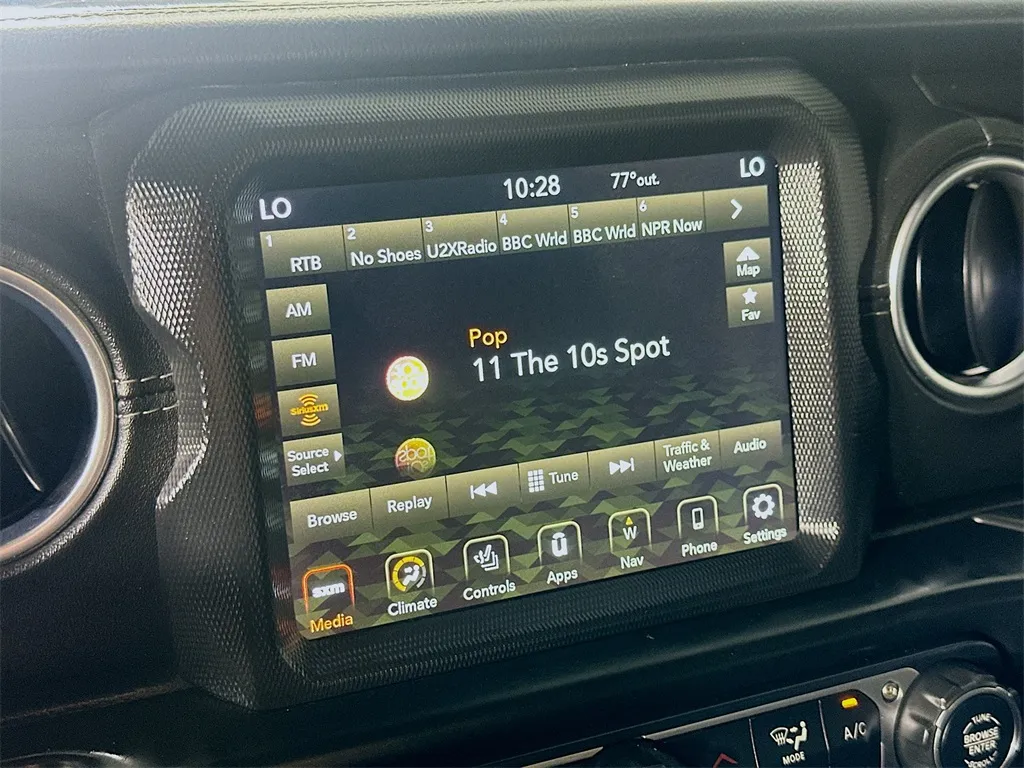 LO
10:28
77°out.
LO
1
RTB
2
No Shoes
3
U2XRadio
4
BBC Wrld
5
BBC Wrld
6
NPR Now
AM
Map
FM
Fav
Pop
11 The 10s Spot
SiriusXM
Source
Select
Browse
Replay
Tune
Traffic &
Weather
Audio
sxm
Media
Climate
Controls
u
Apps
W
Nav
Phone
Settings
MODE
A/C
TUNE
BROWSE
ENTER
SCROLL